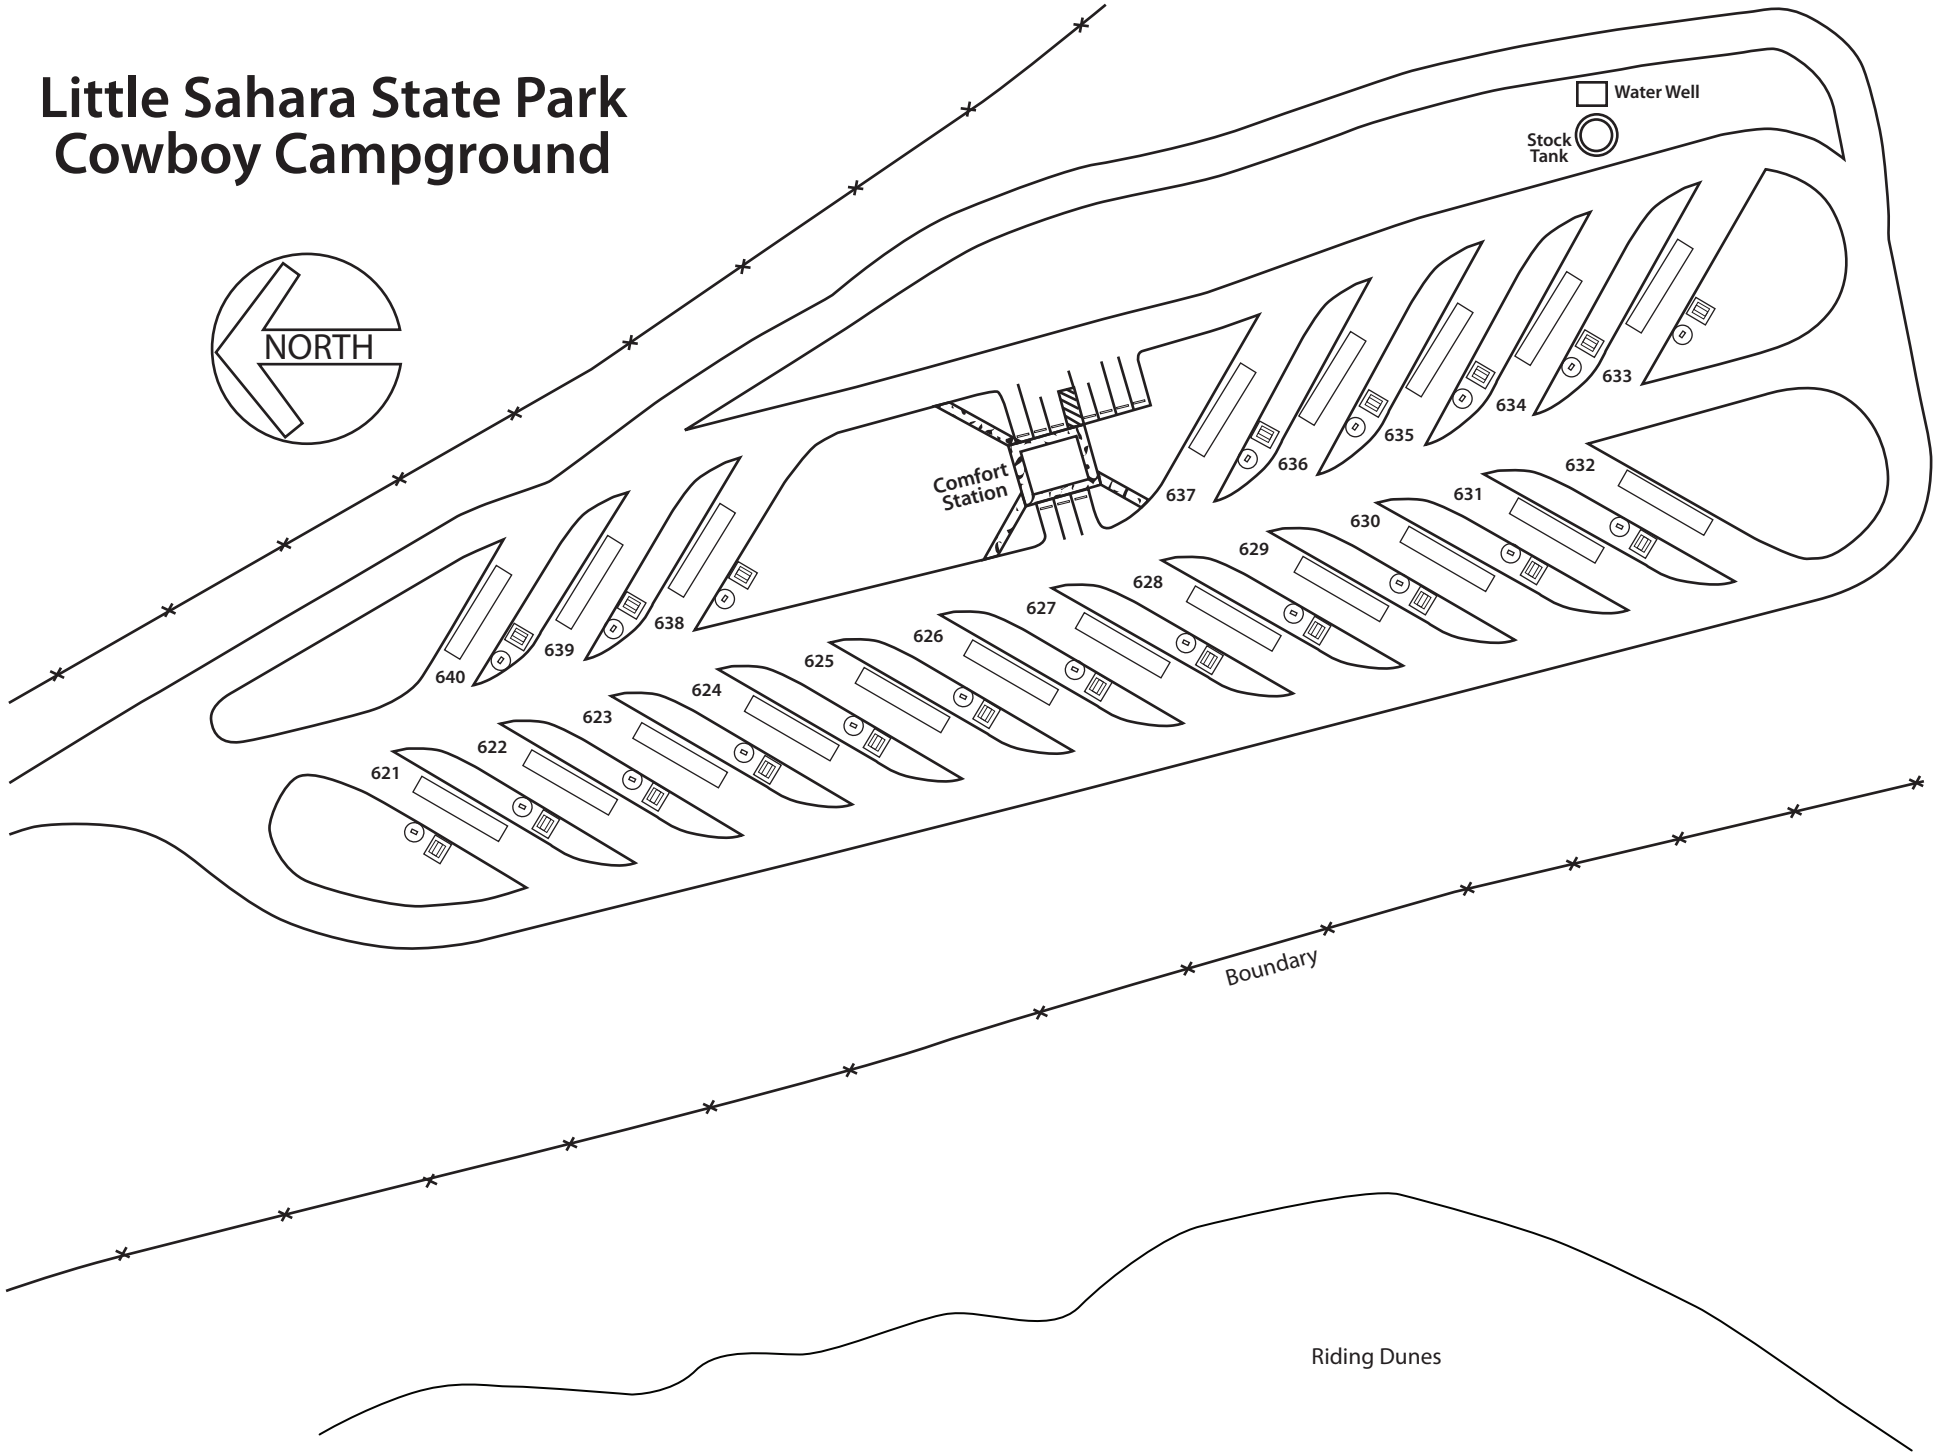 Little Sahara State Park
Cowboy Campground
Water Well
Stock
Tank
NORTH
633
634
635
636
637
Comfort
Station
632
631
630
629
628
627
626
625
624
623
622
621
638
639
640
Boundary
Riding Dunes